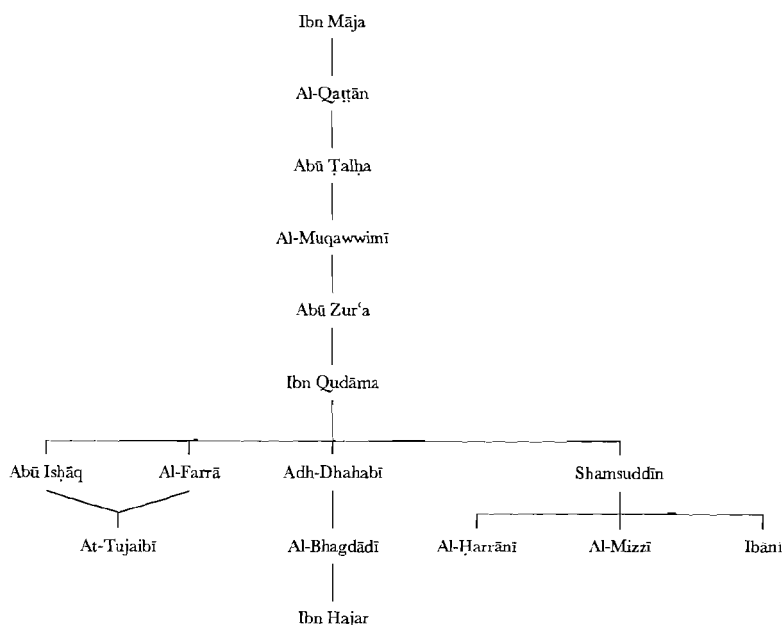 Ibn Māja
Al-Qaṭṭān
Abū Ṭalḥa
Al-Muqawwimī
Abū Zurʿa
Ibn Qudāma
Abū Isḥāq Al-Farrā Adh-Dhahabī Shamsuddīn
At-Tujaibī Al-Bhagdādī Al-Ḥarrānī Al-Mizzī Ibāni
Ibn Hajar